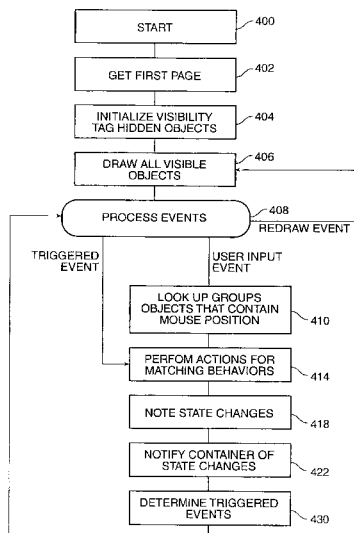 START
400
GET FIRST PAGE
402
INITIALIZE VISIBILITY
TAG HIDDEN OBJECTS
404
DRAW ALL VISIBLE
OBJECTS
406
PROCESS EVENTS
408
REDRAW EVENT
TRIGGERED
EVENT
USER INPUT
EVENT
LOOK UP GROUPS
OBJECTS THAT CONTAIN
MOUSE POSITION
410
PERFOM ACTIONS FOR
MATCHING BEHAVIORS
414
NOTE STATE CHANGES
418
NOTIFY CONTAINER OF
STATE CHANGES
422
DETERMINE TRIGGERED
EVENTS
430